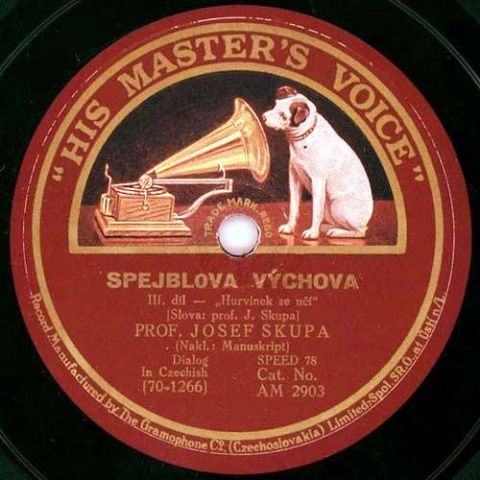 "HIS MASTER'S VOICE"
TRADE MARK. REGD
SPEJBLOVA VÝCHOVA
III. díl — „Hurvínek se učí"
[Slova: prof. J. Skupa]
PROF. JOSEF SKUPA
(Nakl.: Manuskript)
Dialog SPEED 78
In Czechish Cat. No.
(70-1266) AM 2903
Record Manufactured by The Gramophone Co. (Czechoslovakia) Limited-Spol. SR.O., at Ústí n/L.